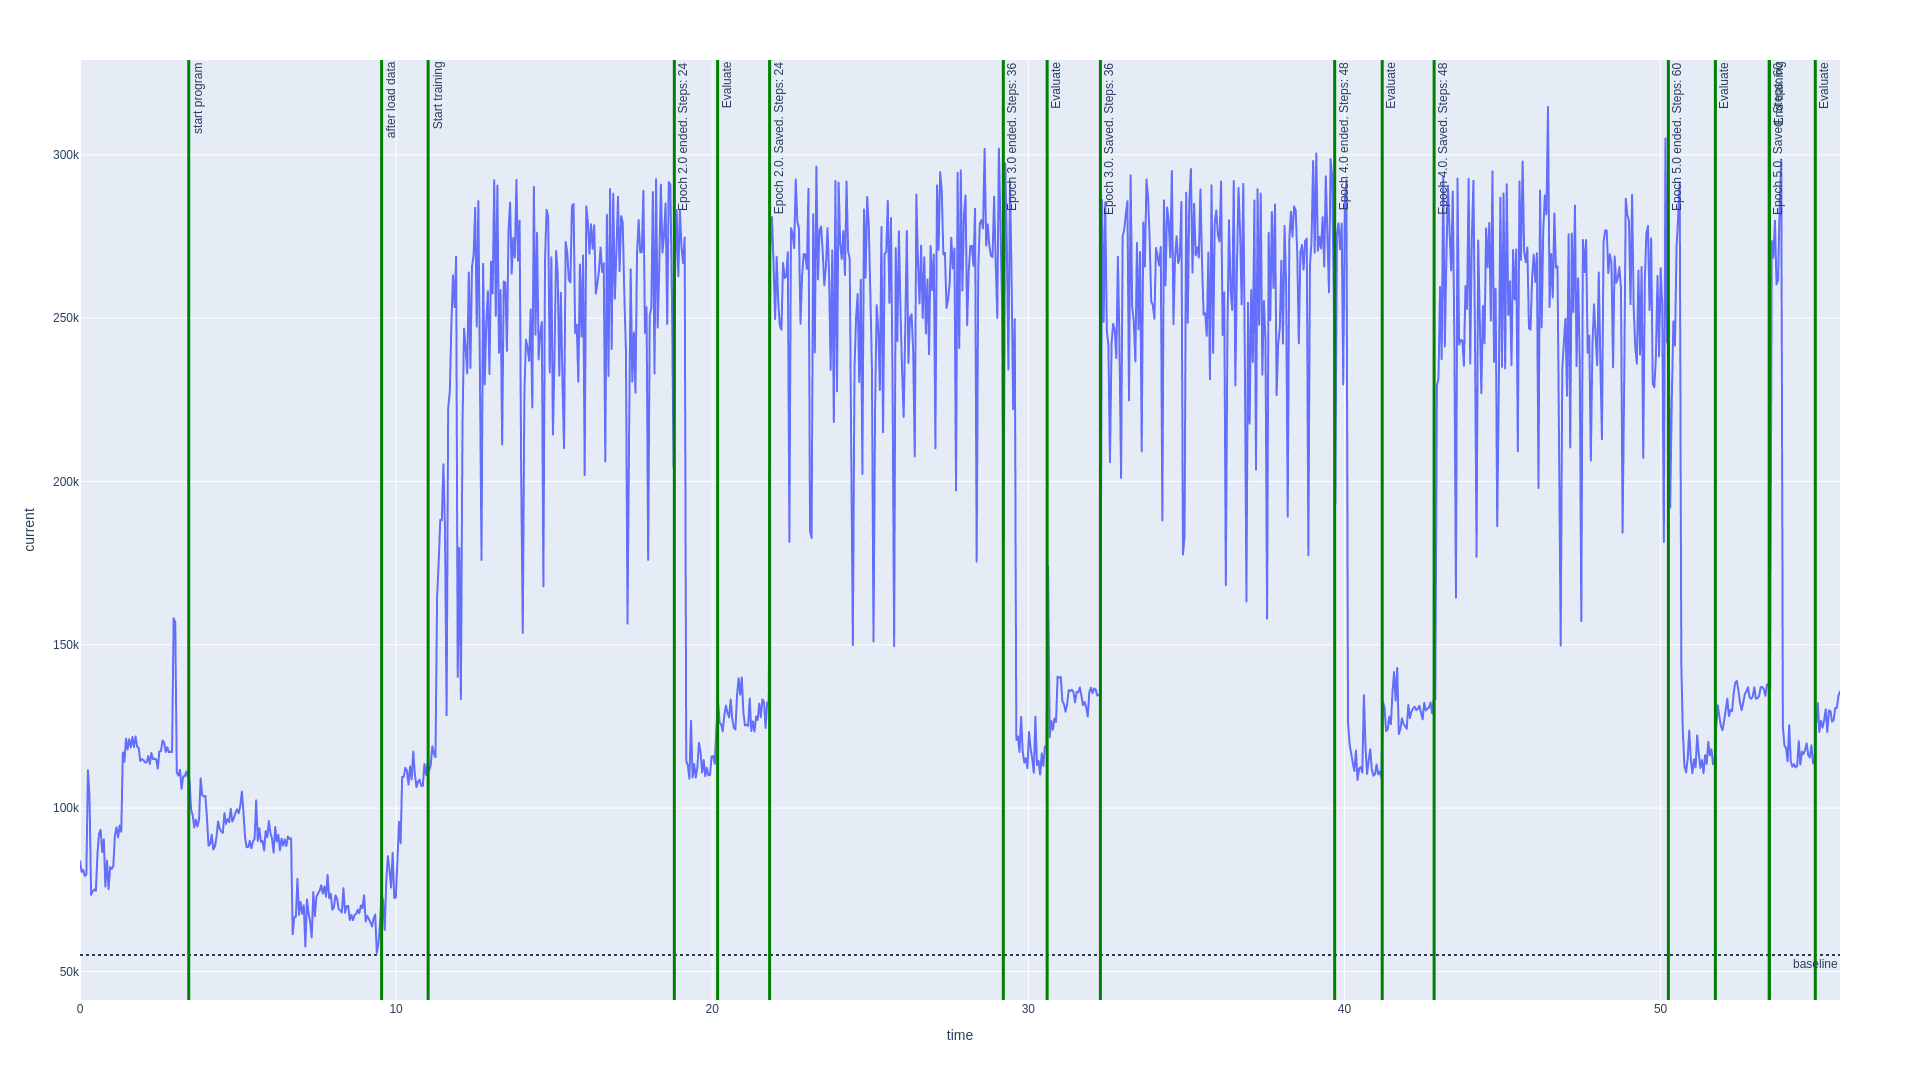 start program
after load data
Start training
Epoch 2.0 ended. Steps: 24
Evaluate
Epoch 2.0. Saved. Steps: 24
Epoch 3.0 ended. Steps: 36
Evaluate
Epoch 3.0. Saved. Steps: 36
Epoch 4.0 ended. Steps: 48
Evaluate
Epoch 4.0. Saved. Steps: 48
Epoch 5.0 ended. Steps: 60
Evaluate
Epoch 5.0. Saved. Steps: 60
Evaluate
300k
250k
200k
150k
100k
50k
current
baseline
0
10
20
30
40
50
time